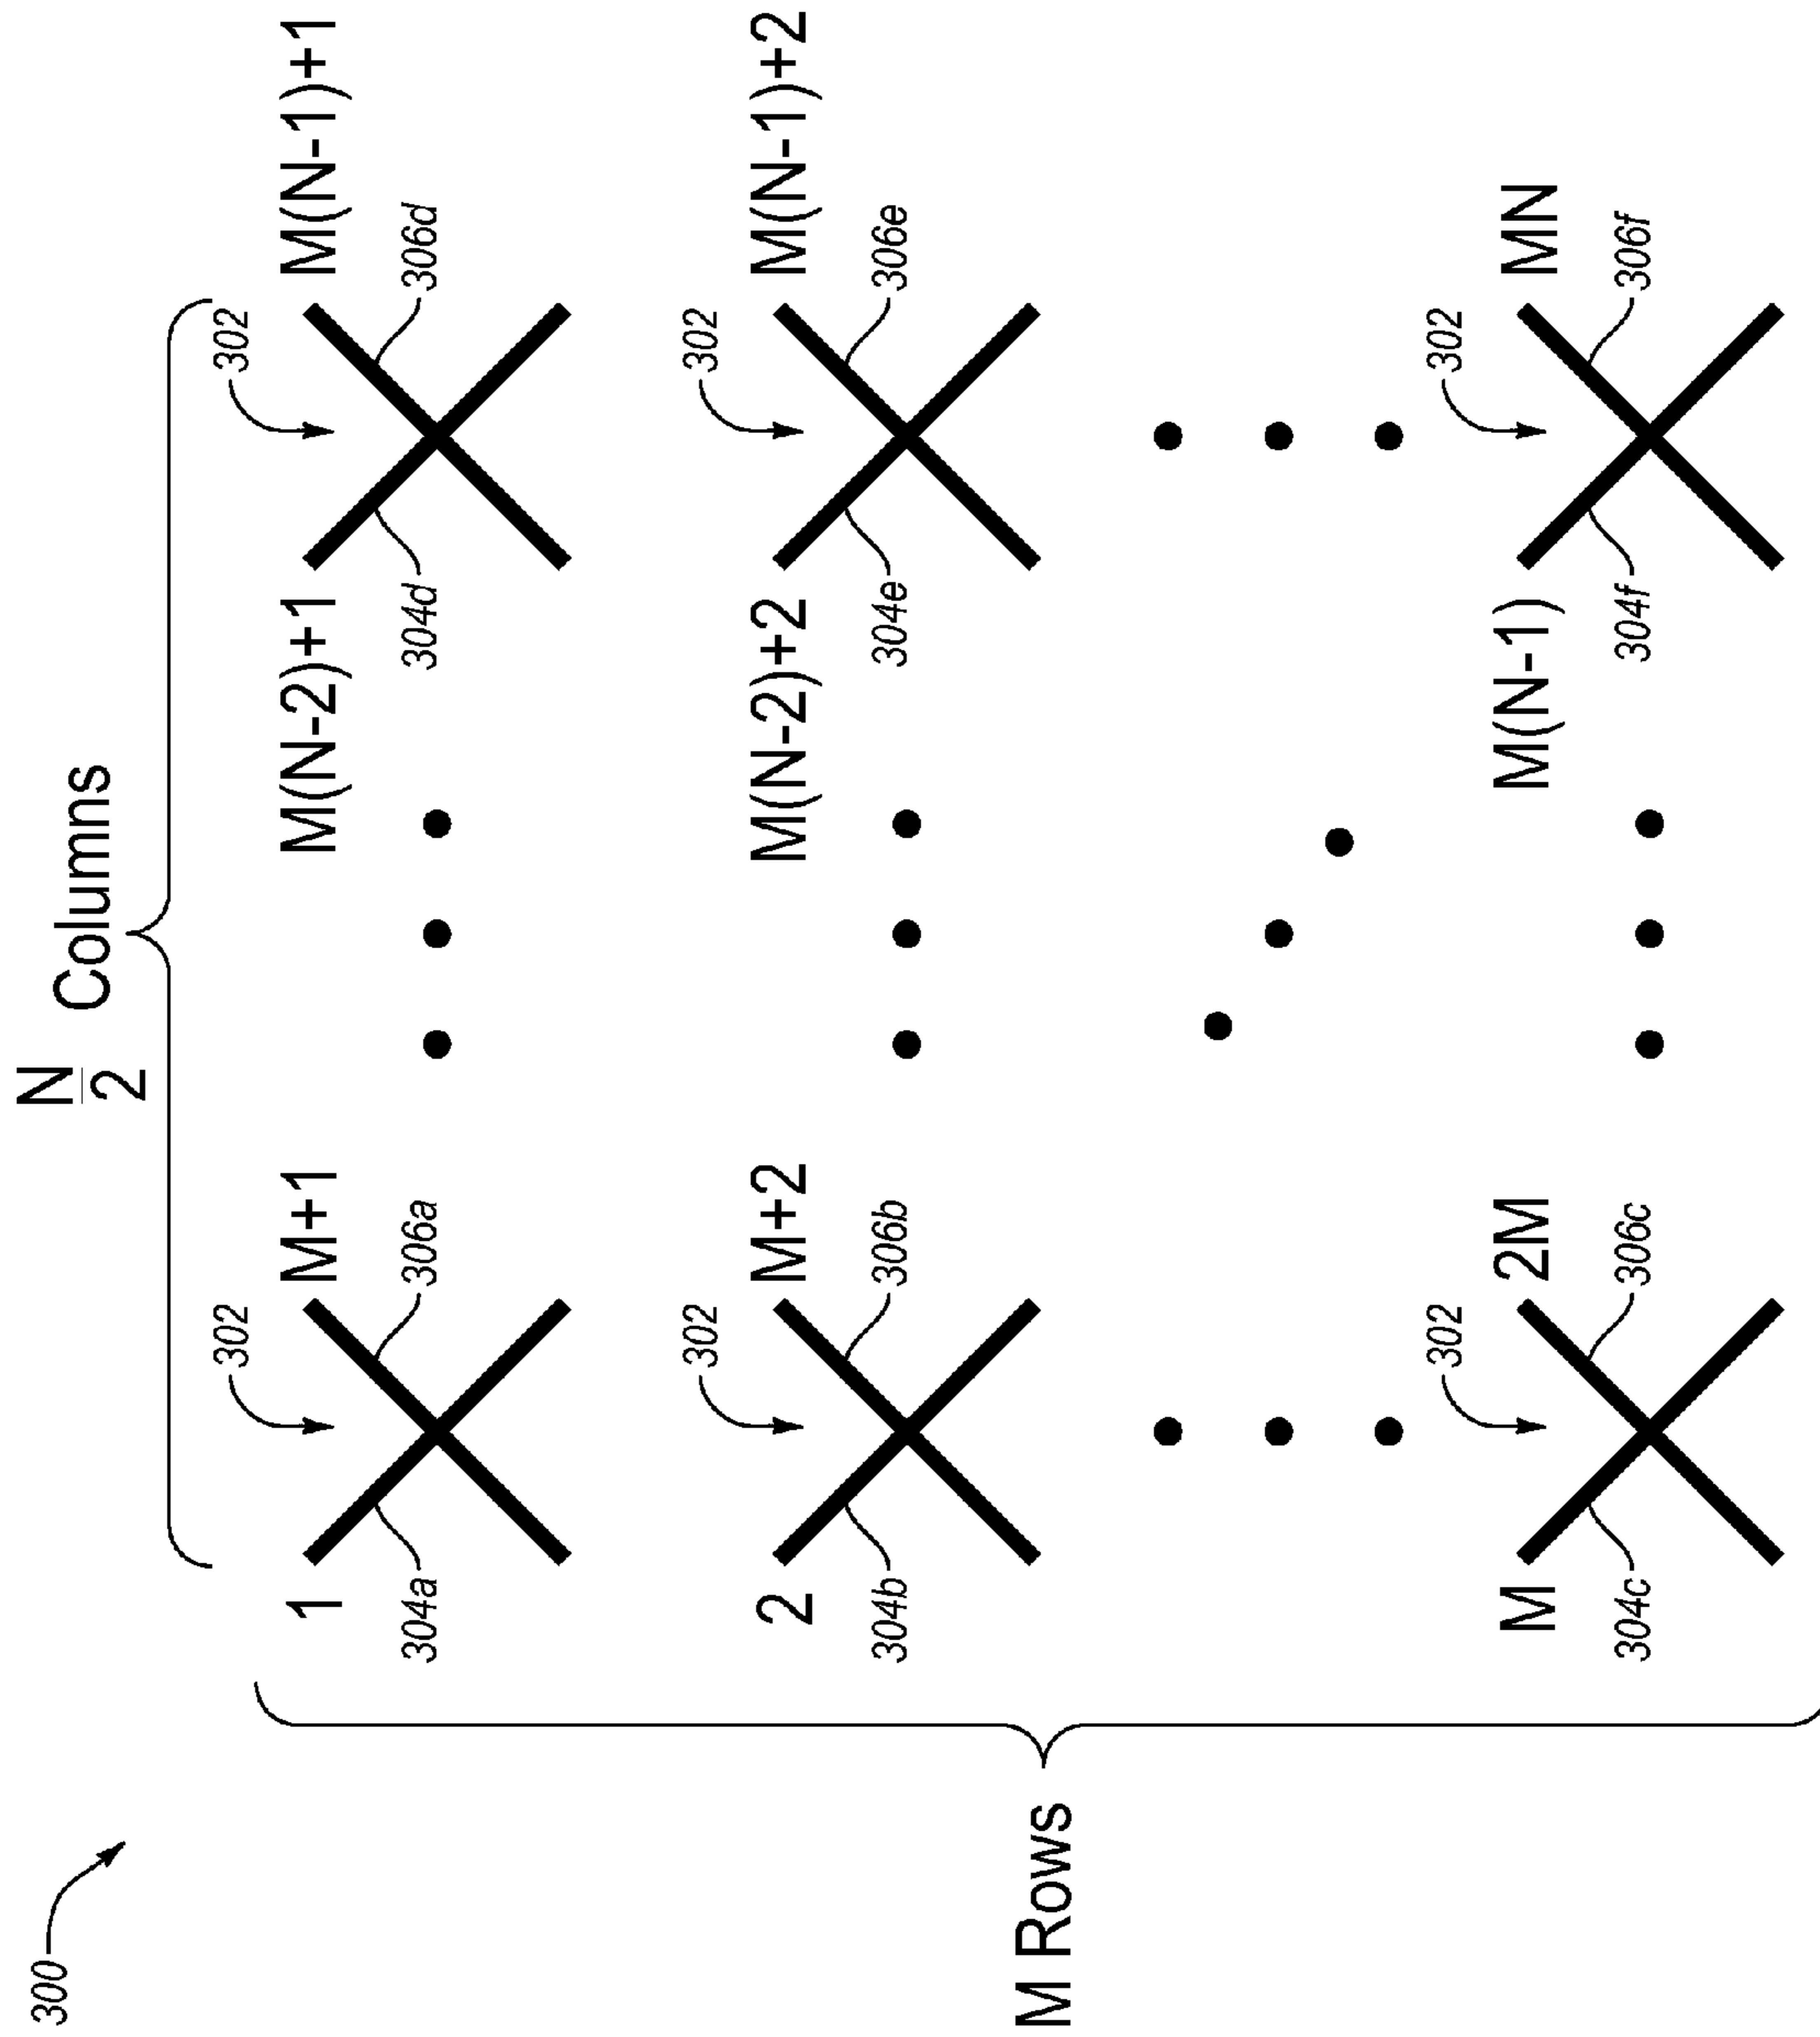 300
N
2
Columns
M Rows
302
302
1
M+1
M(N-2)+1
M(N-1)+1
304a
306a
304d
306d
302
302
2
M+2
M(N-2)+2
M(N-1)+2
304b
306b
304e
306e
302
302
M
2M
M(N-1)
MN
304c
306c
304f
306f